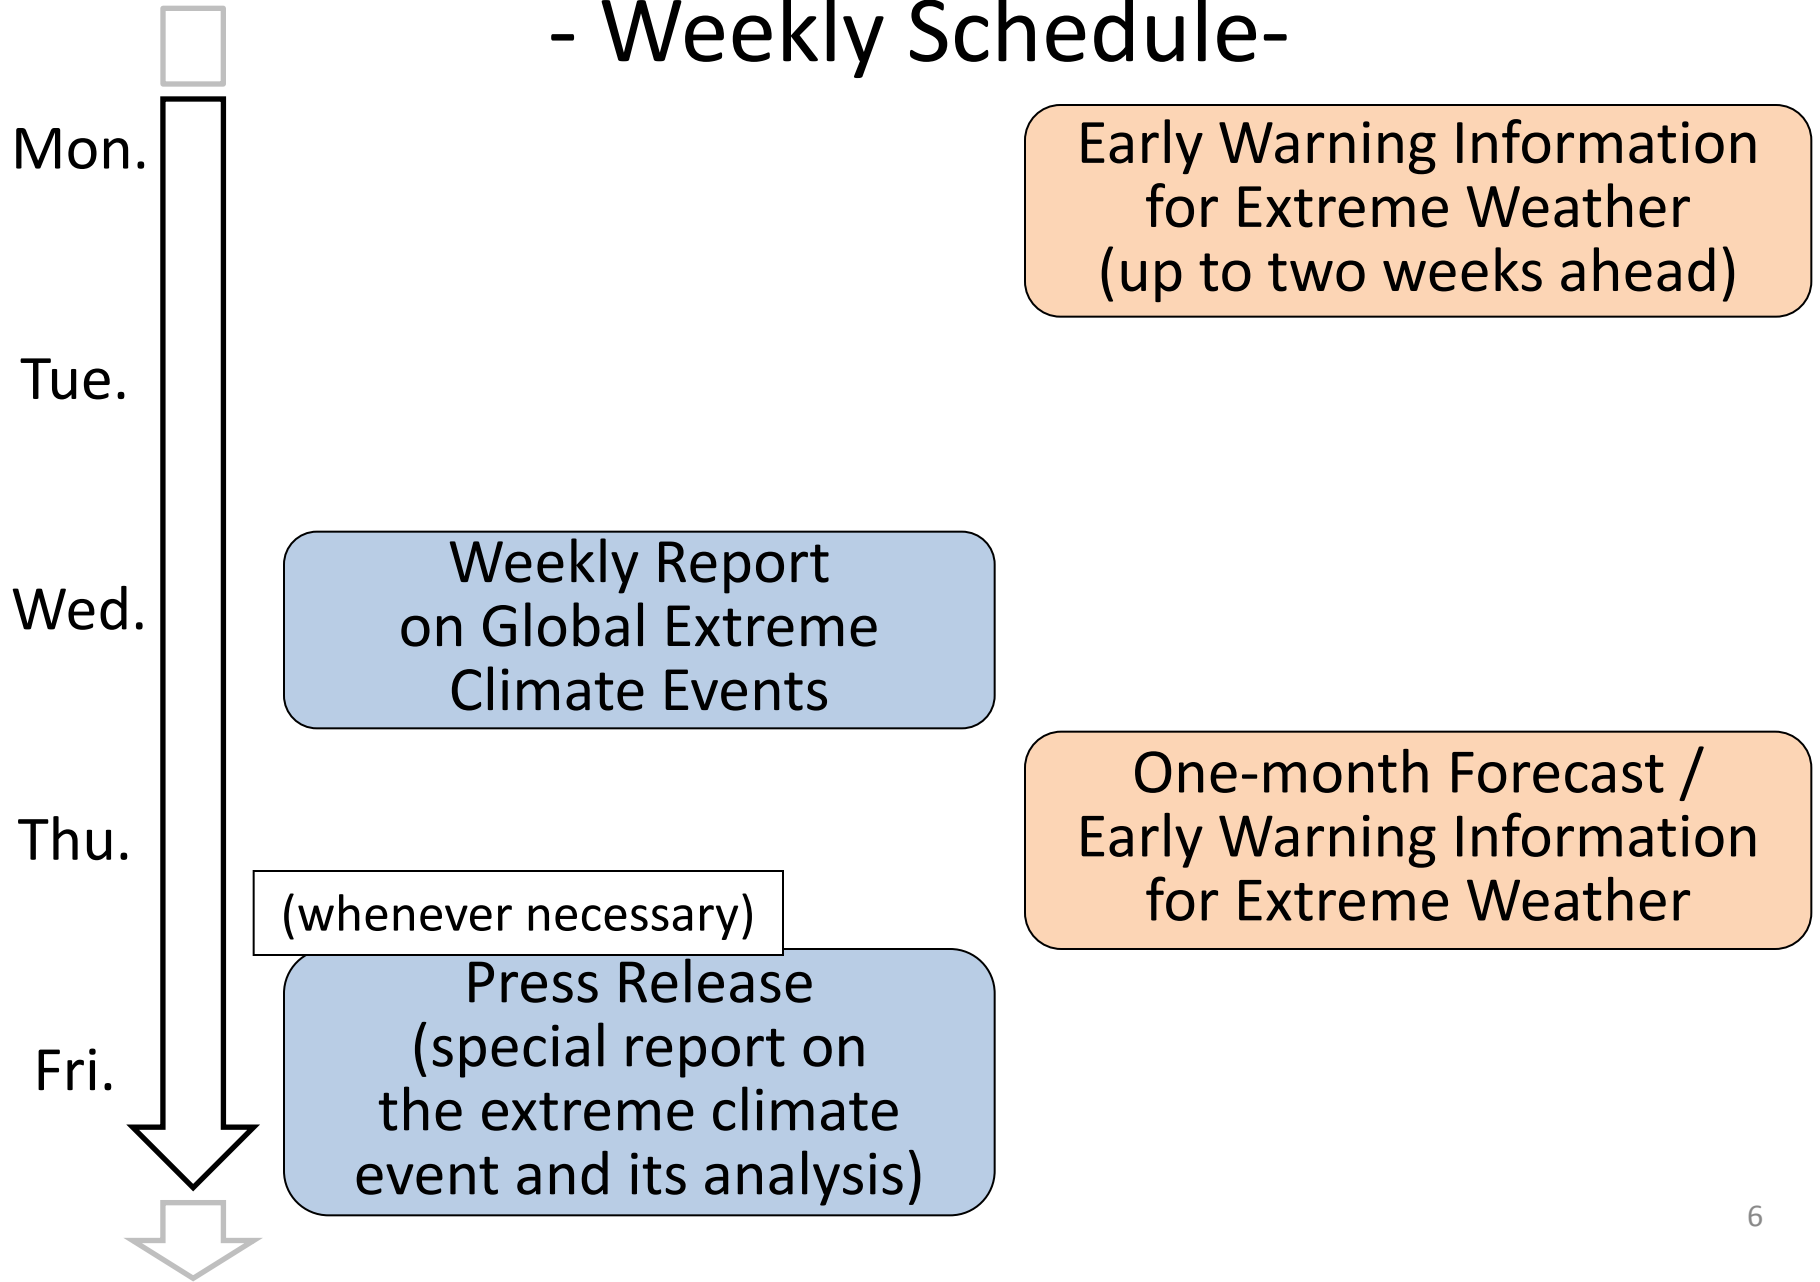 - Weekly Schedule-
Mon.
Early Warning Information
for Extreme Weather
(up to two weeks ahead)
Tue.
Wed.
Weekly Report
on Global Extreme
Climate Events
Thu.
One-month Forecast /
Early Warning Information
for Extreme Weather
(whenever necessary)
Fri.
Press Release
(special report on
the extreme climate
event and its analysis)
6